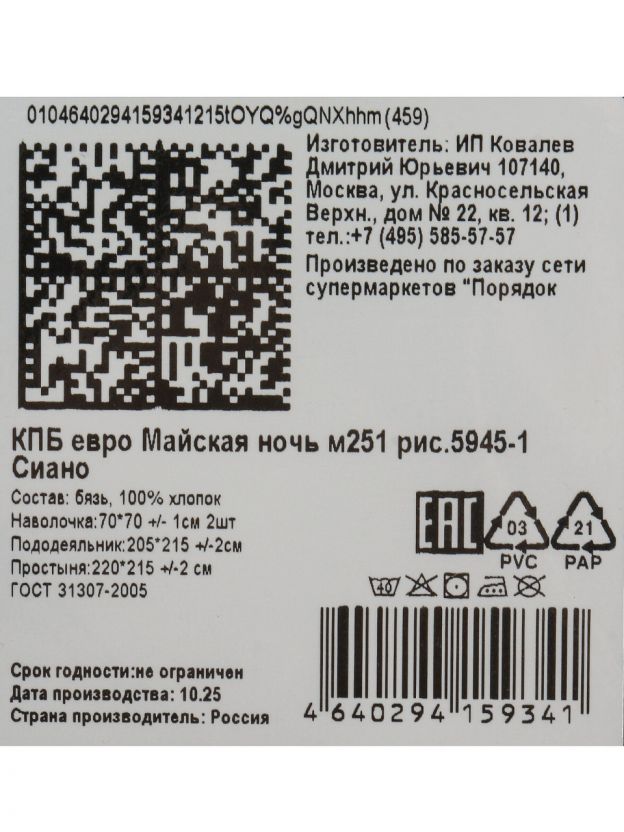 0104640294159341215tOYQ%gQNXhhm(459)
Изготовитель: ИП Ковалев
Дмитрий Юрьевич 107140,
Москва, ул. Красносельская
Верхн., дом № 22, кв. 12; (1)
тел.:+7 (495) 585-57-57
Произведено по заказу сети
супермаркетов "Порядок
КПБ евро Майская ночь м251 рис.5945-1
Сиано
Состав: бязь, 100% хлопок
Наволочка:70*70 +/- 1см 2шт
Пододеяльник:205*215 +/-2см
Простыня:220*215 +/-2 см
ГОСТ 31307-2005
EAC
03
PVC
21
PAP
40
Срок годности:не ограничен
Дата производства: 10.25
Страна производитель: Россия
4 640294 159341